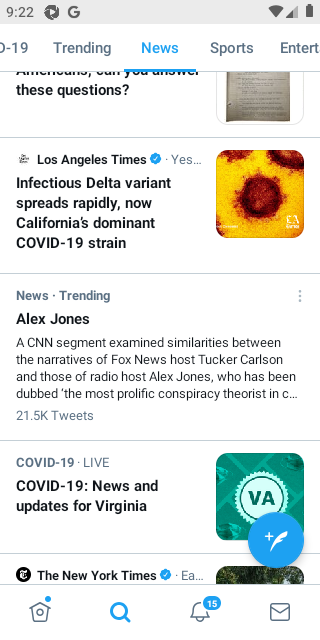 9:22
D-19 Trending News Sports Entert
Americans, can you answer
these questions?
Los Angeles Times · Yes...
Infectious Delta variant
spreads rapidly, now
California's dominant
COVID-19 strain
News · Trending
Alex Jones
A CNN segment examined similarities between
the narratives of Fox News host Tucker Carlson
and those of radio host Alex Jones, who has been
dubbed 'the most prolific conspiracy theorist in c...
21.5K Tweets
COVID-19 · LIVE
COVID-19: News and
updates for Virginia
VA
The New York Times · Ea...
15